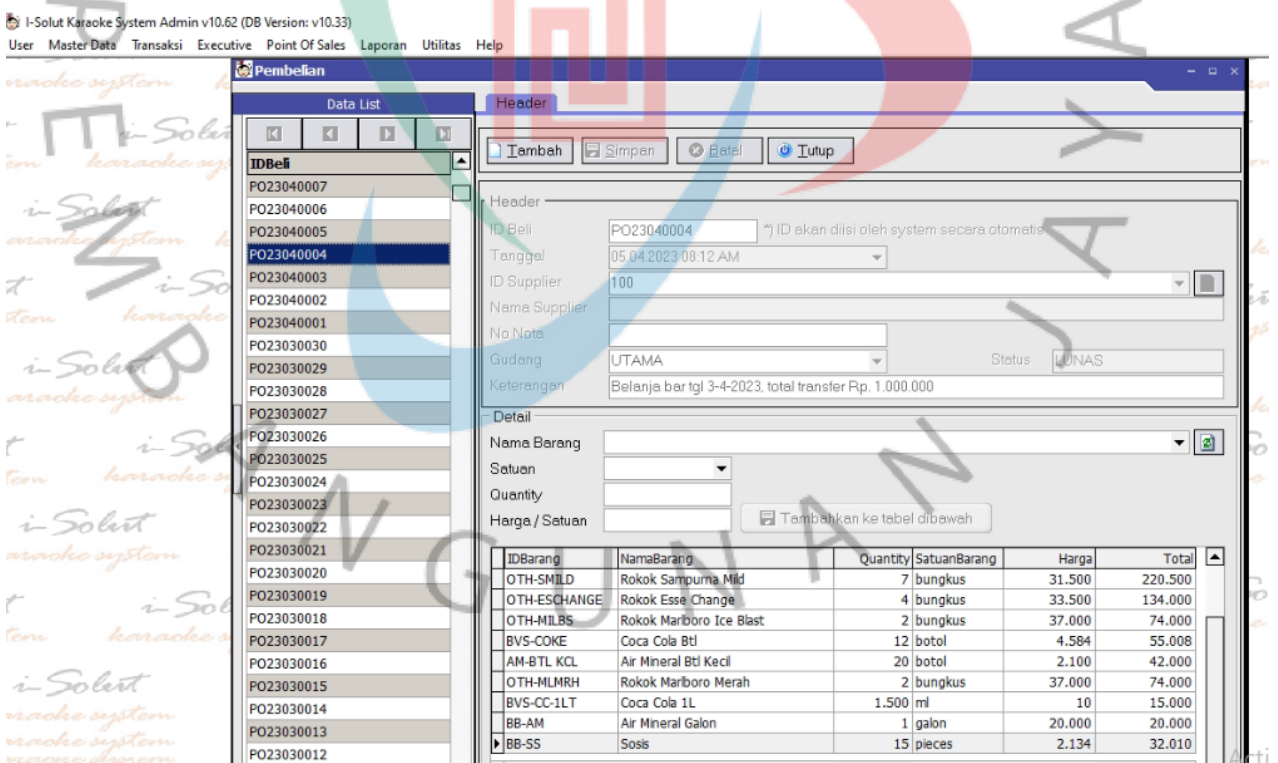 I-Solut Karaoke System Admin v10.62 (DB Version: v10.33)
User Master Data Transaksi Executive Point Of Sales Laporan Utilitas Help
Pembelian
Data List
IDBeli
PO23040007
PO23040006
PO23040005
PO23040004
PO23040003
PO23040002
PO23040001
PO23030030
PO23030029
PO23030028
PO23030027
PO23030026
PO23030025
PO23030024
PO23030023
PO23030022
PO23030021
PO23030020
PO23030019
PO23030018
PO23030017
PO23030016
PO23030015
PO23030014
PO23030013
PO23030012
Header
Tambah Simpan Batal Tutup
Header
ID Beli PO23040004 *) ID akan diisi oleh system secara otomatis
Tanggal 05.04.2023 08:12 AM
ID Supplier 100
Nama Supplier
No Nota
Gudang UTAMA Status LUNAS
Keterangan Belanja bar tgl 3-4-2023, total transfer Rp. 1.000.000
Detail
Nama Barang
Satuan
Quantity
Harga / Satuan Tambahkan ke tabel dibawah
IDBarang NamaBarang Quantity SatuanBarang Harga Total
OTH-SMILD Rokok Sampurna Mild 7 bungkus 31.500 220.500
OTH-ESCHANGE Rokok Esse Change 4 bungkus 33.500 134.000
OTH-MILBS Rokok Marlboro Ice Blast 2 bungkus 37.000 74.000
BVS-COKE Coca Cola Btl 12 botol 4.584 55.008
AM-BTL KCL Air Mineral Btl Kecil 20 botol 2.100 42.000
OTH-MLMRH Rokok Marlboro Merah 2 bungkus 37.000 74.000
BVS-CC-1LT Coca Cola 1L 1.500 ml 10 15.000
BB-AM Air Mineral Galon 1 galon 20.000 20.000
BB-SS Sosis 15 pieces 2.134 32.010
i-Solut
karaoke system
PEMBANGUNAN JAYA